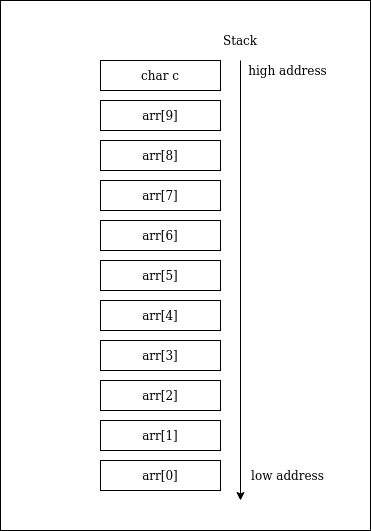 Stack
high address
char c
arr[9]
arr[8]
arr[7]
arr[6]
arr[5]
arr[4]
arr[3]
arr[2]
arr[1]
arr[0]
low address